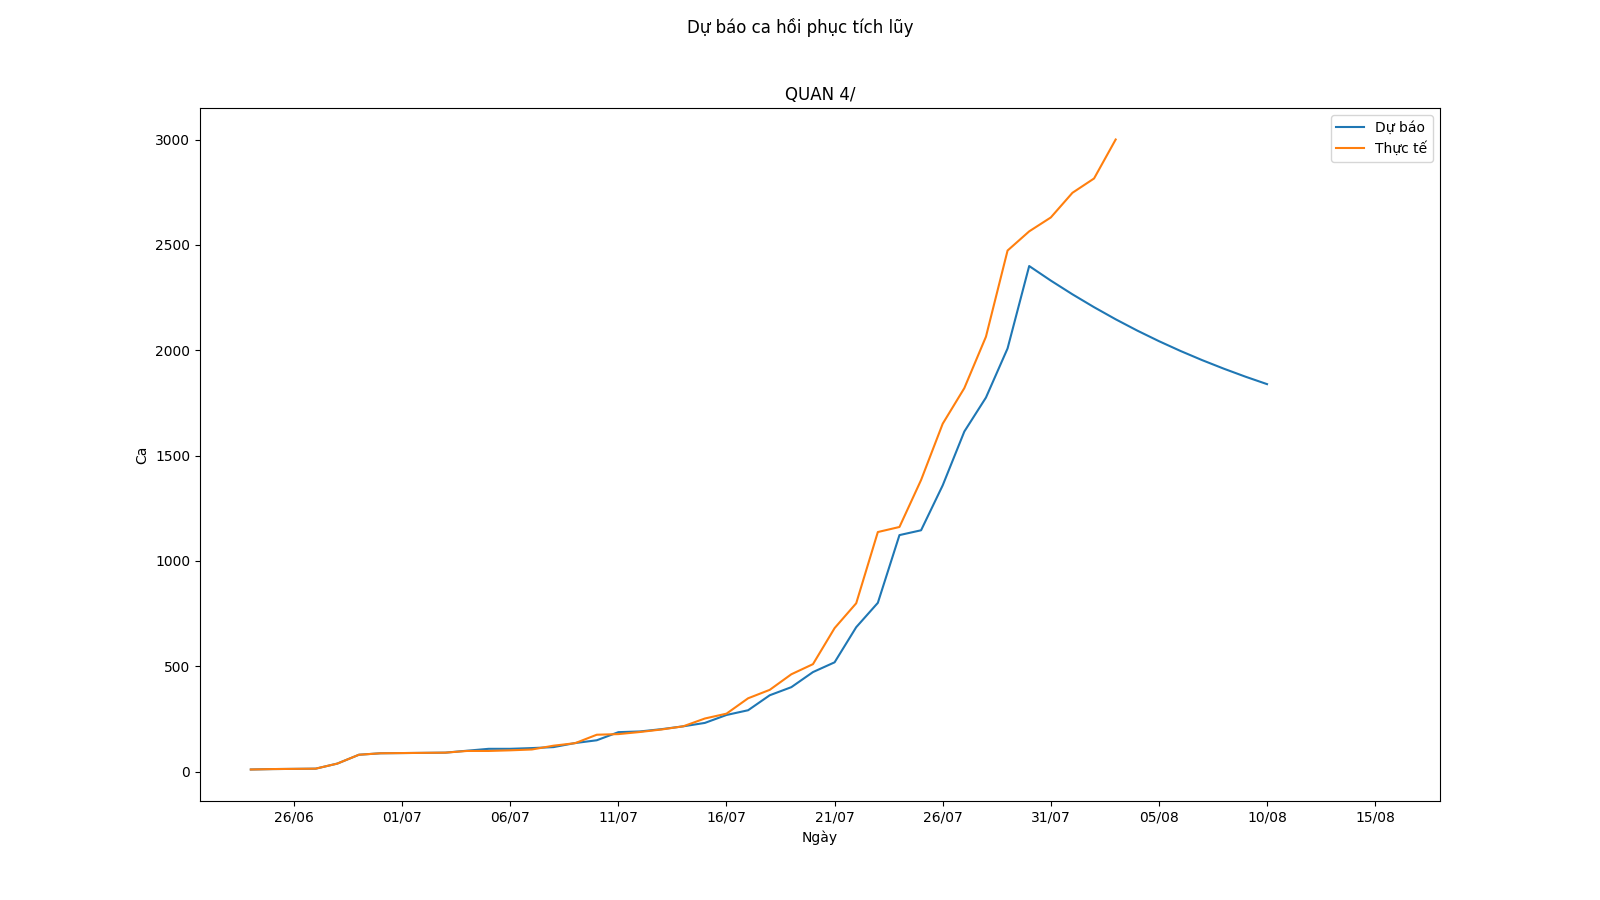 Dự báo ca hồi phục tích lũy
QUAN 4/
Dự báo
Thực tế
3000
2500
2000
1500
1000
500
0
Ca
26/06 01/07 06/07 11/07 16/07 21/07 26/07 31/07 05/08 10/08 15/08
Ngày